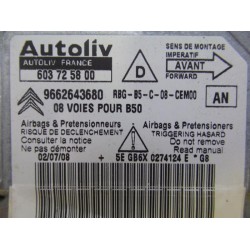 Autoliv
AUTOLIV FRANCE
603 72 58 00
D
SENS DE MONTAGE
IMPERATIF
AVANT
FORWARD
9662643680
R8G-B5-C-08-CEM00
08 VOIES POUR B50
AN
Airbags & Pretensionneurs
RISQUE DE DECLENCHEMENT
Consulter la notice
Ne pas démonter
Airbags & Pretensioners
TRIGGERING HASARD
Do not remove
Read manual
02/07/08 + 5E G86X 0274124 E * G8